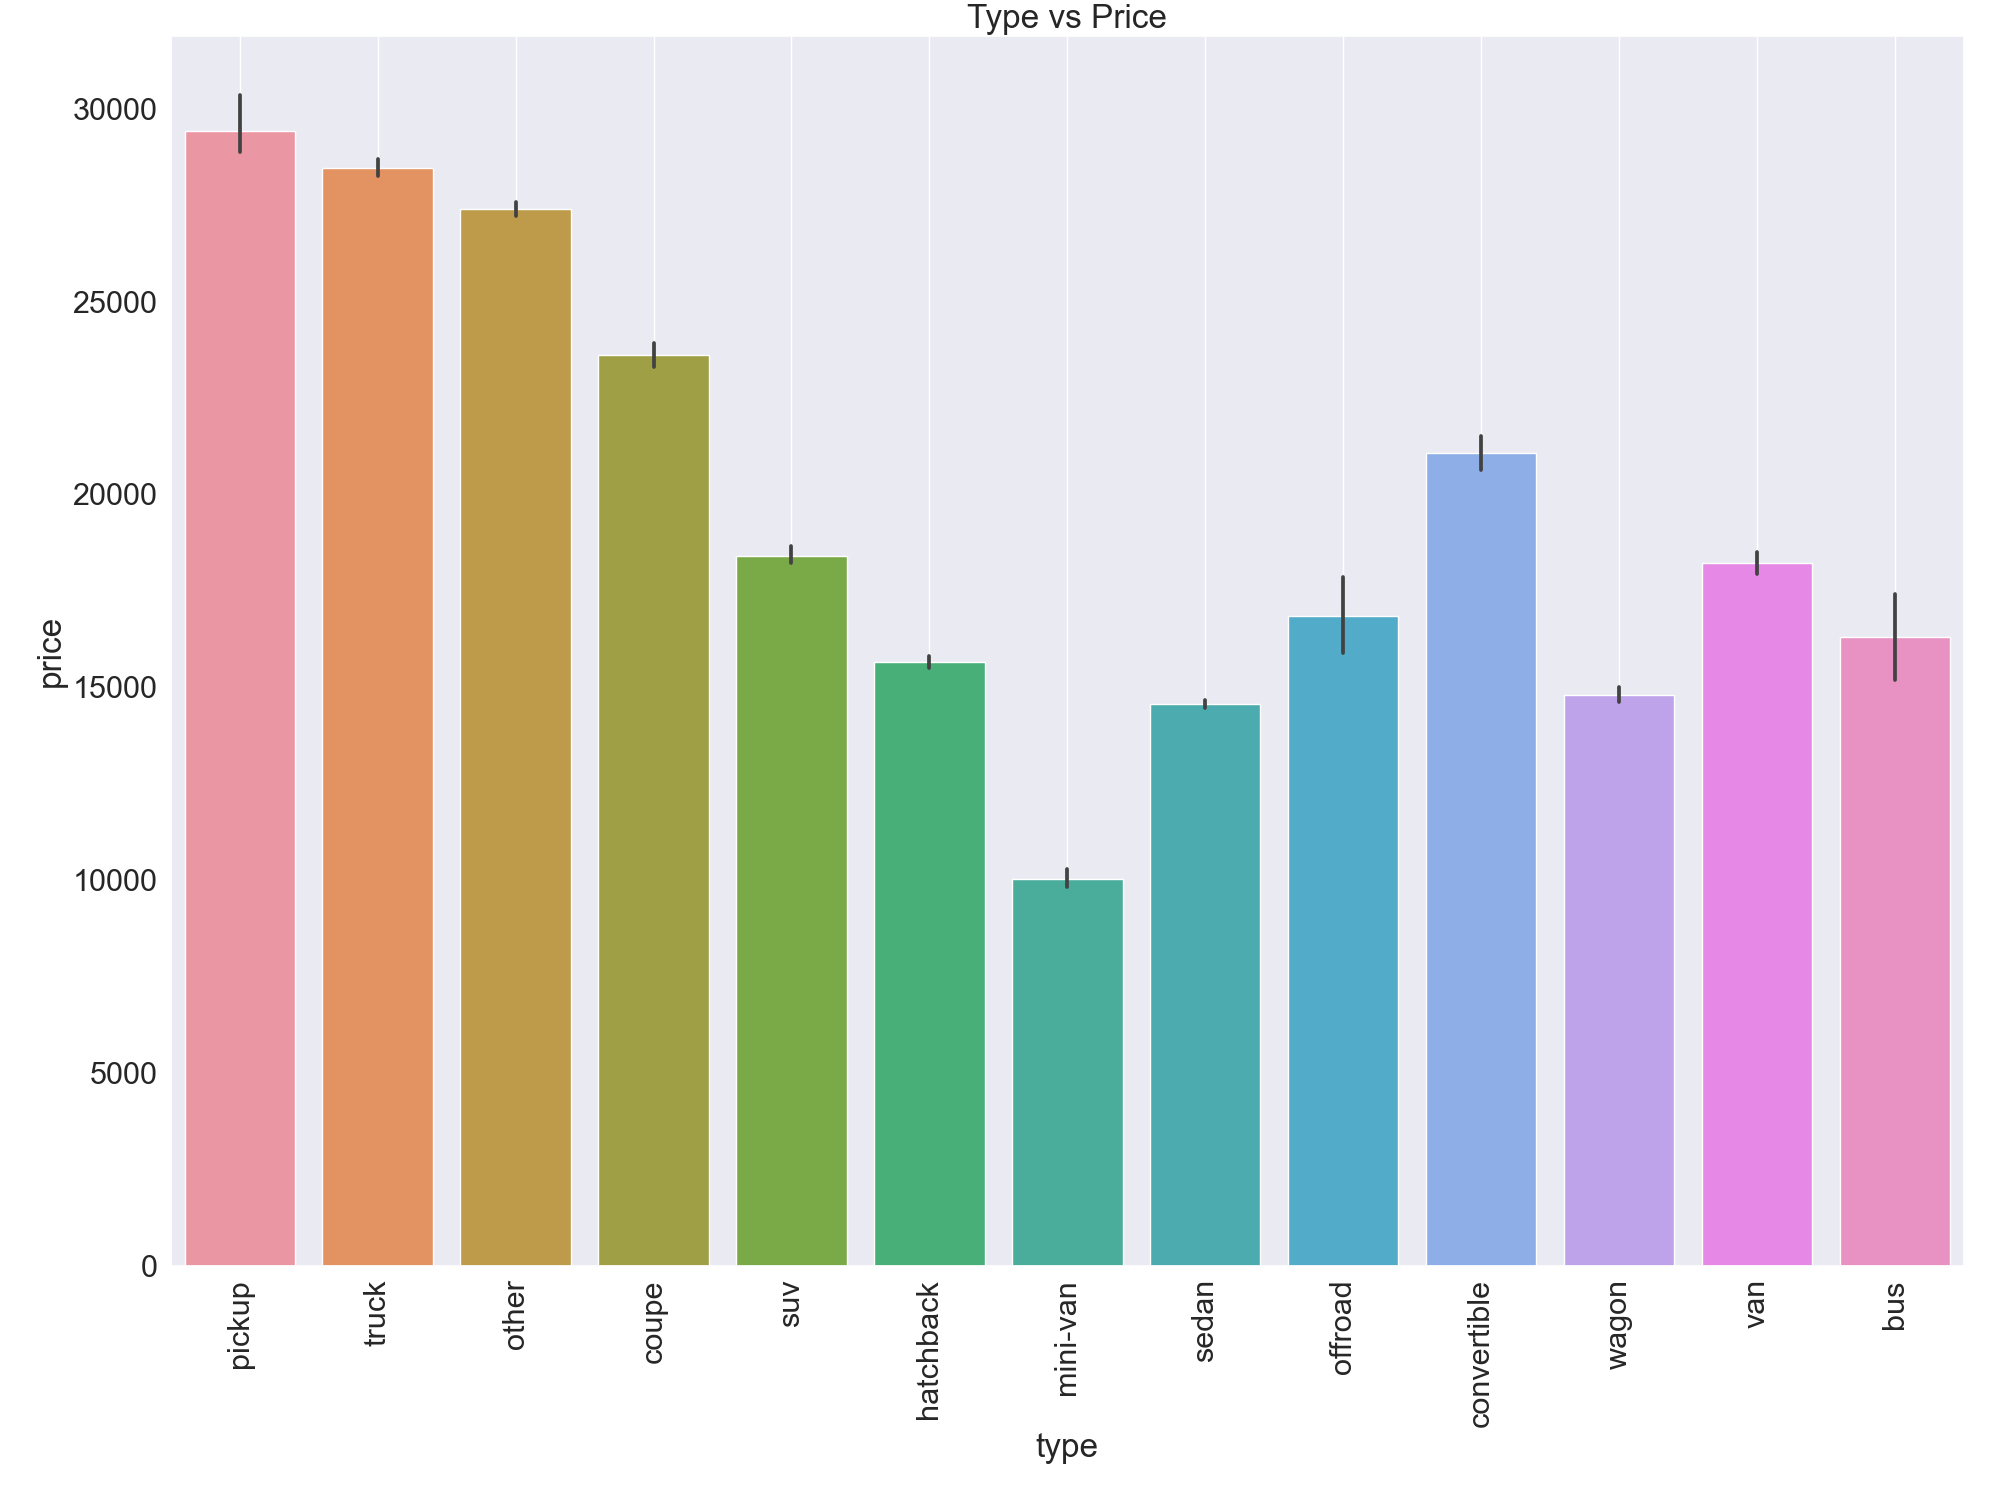 Type vs Price
price
30000
25000
20000
15000
10000
5000
0
pickup
truck
other
coupe
suv
hatchback
mini-van
sedan
offroad
convertible
wagon
van
bus
type